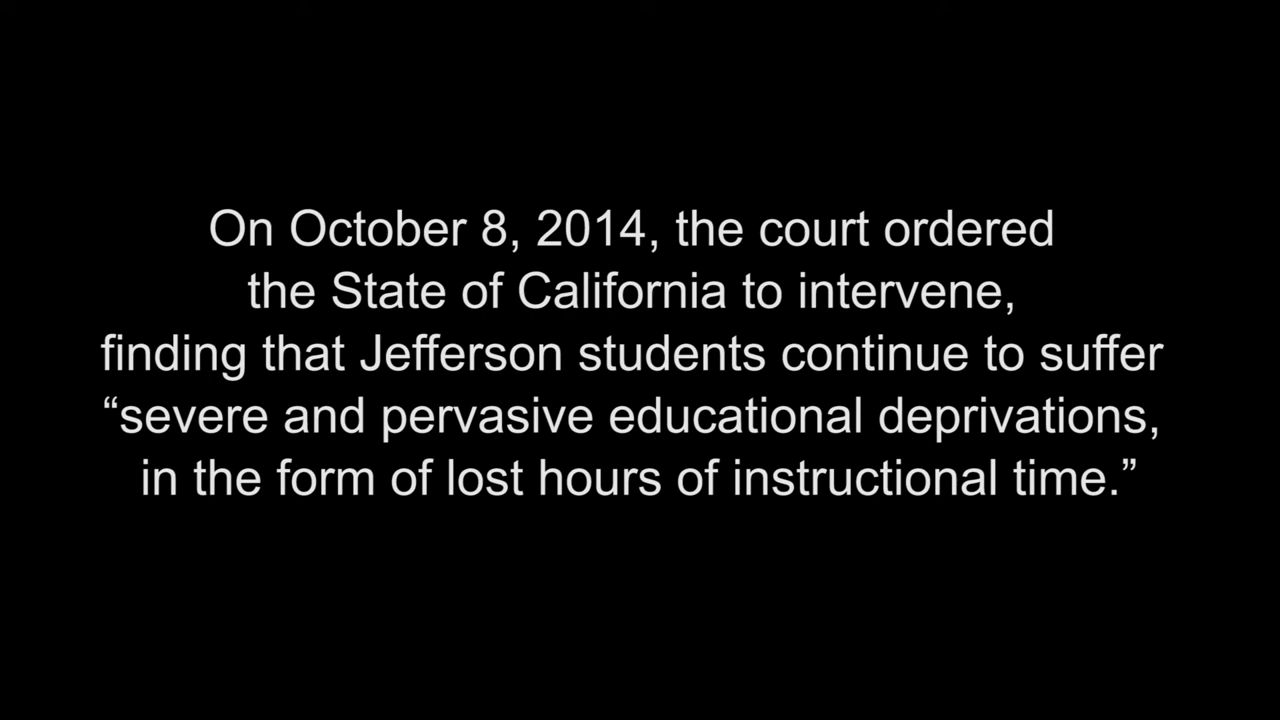 On October 8, 2014, the court ordered
the State of California to intervene,
finding that Jefferson students continue to suffer
“severe and pervasive educational deprivations,
in the form of lost hours of instructional time.”